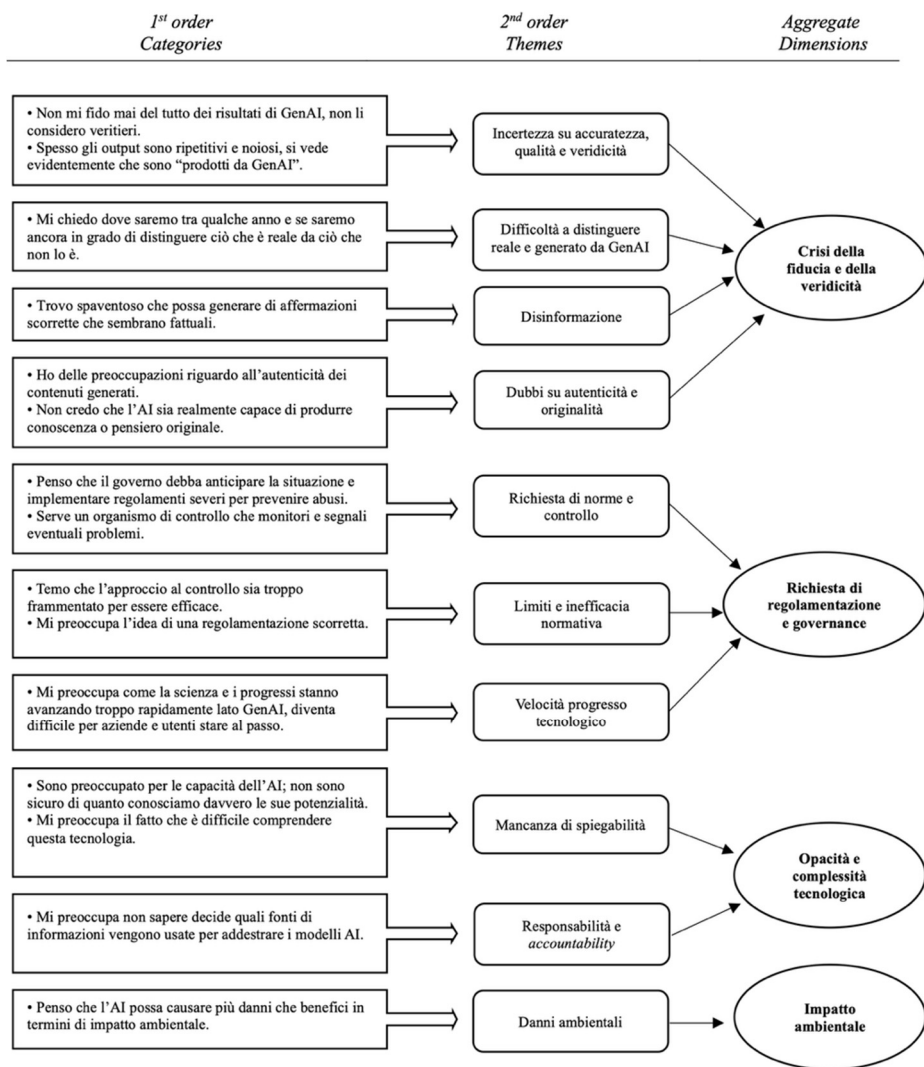 1st order
Categories
2nd order
Themes
Aggregate
Dimensions
• Non mi fido mai del tutto dei risultati di GenAI, non li
considero veritieri.
• Spesso gli output sono ripetitivi e noiosi, si vede
evidentemente che sono “prodotti da GenAI”.
Incertezza su accuratezza,
qualità e veridicità
• Mi chiedo dove saremo tra qualche anno e se saremo
ancora in grado di distinguere ciò che è reale da ciò che
non lo è.
Difficoltà a distinguere
reale e generato da GenAI
Crisi della
fiducia e della
veridicità
• Trovo spaventoso che possa generare di affermazioni
scorrette che sembrano fattuali.
Disinformazione
• Ho delle preoccupazioni riguardo all’autenticità dei
contenuti generati.
• Non credo che l’AI sia realmente capace di produrre
conoscenza o pensiero originale.
Dubbi su autenticità e
originalità
• Penso che il governo debba anticipare la situazione e
implementare regolamenti severi per prevenire abusi.
• Serve un organismo di controllo che monitori e segnali
eventuali problemi.
Richiesta di norme e
controllo
• Temo che l’approccio al controllo sia troppo
frammentato per essere efficace.
• Mi preoccupa l’idea di una regolamentazione scorretta.
Limiti e inefficacia
normativa
Richiesta di
regolamentazione
e governance
• Mi preoccupa come la scienza e i progressi stanno
avanzando troppo rapidamente lato GenAI, diventa
difficile per aziende e utenti stare al passo.
Velocità progresso
tecnologico
• Sono preoccupato per le capacità dell’AI; non sono
sicuro di quanto conosciamo davvero le sue potenzialità.
• Mi preoccupa il fatto che è difficile comprendere
questa tecnologia.
Mancanza di spiegabilità
Opacità e
complessità
tecnologica
• Mi preoccupa non sapere decide quali fonti di
informazioni vengono usate per addestrare i modelli AI.
Responsabilità e
accountability
• Penso che l’AI possa causare più danni che benefici in
termini di impatto ambientale.
Danni ambientali
Impatto
ambientale